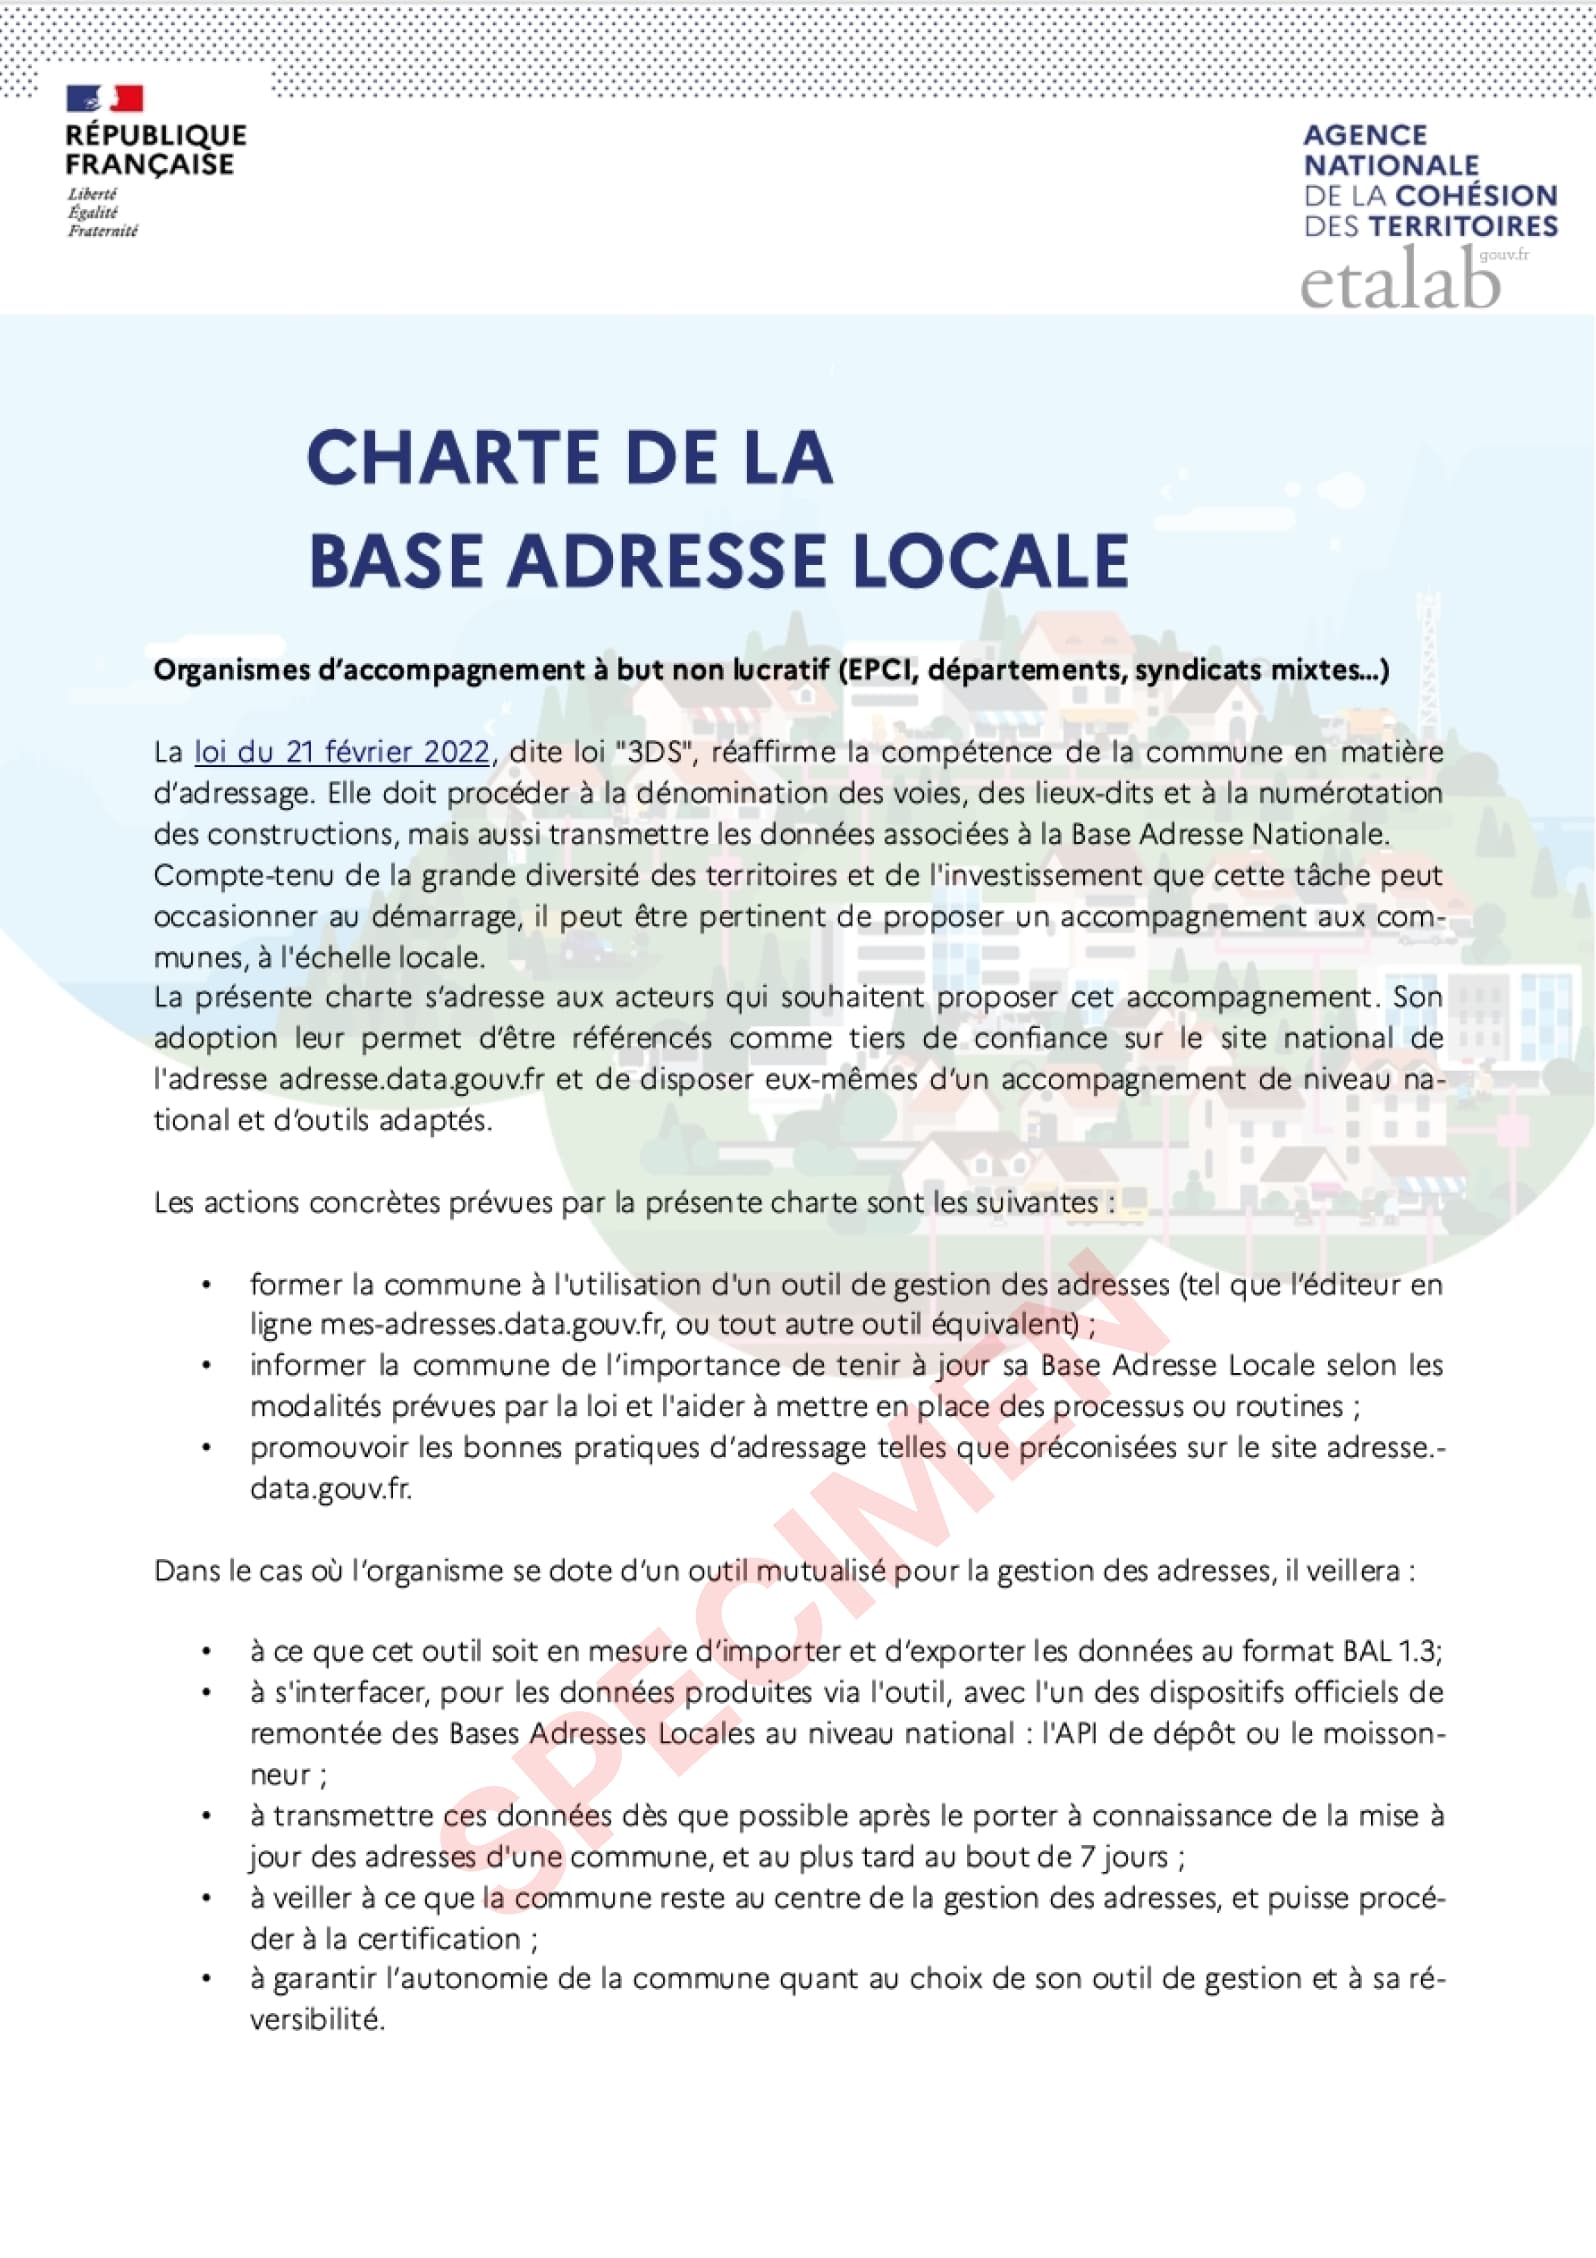 RÉPUBLIQUE
FRANÇAISE
Liberté
Égalité
Fraternité
AGENCE
NATIONALE
DE LA COHÉSION
DES TERRITOIRES
etalab
gouv.fr
CHARTE DE LA
BASE ADRESSE LOCALE
Organismes d’accompagnement à but non lucratif (EPCI, départements, syndicats mixtes…)
La loi du 21 février 2022, dite loi "3DS", réaffirme la compétence de la commune en matière
d’adressage. Elle doit procéder à la dénomination des voies, des lieux-dits et à la numérotation
des constructions, mais aussi transmettre les données associées à la Base Adresse Nationale.
Compte-tenu de la grande diversité des territoires et de l'investissement que cette tâche peut
occasionner au démarrage, il peut être pertinent de proposer un accompagnement aux com-
munes, à l'échelle locale.
La présente charte s’adresse aux acteurs qui souhaitent proposer cet accompagnement. Son
adoption leur permet d’être référencés comme tiers de confiance sur le site national de
l'adresse adresse.data.gouv.fr et de disposer eux-mêmes d’un accompagnement de niveau na-
tional et d’outils adaptés.
Les actions concrètes prévues par la présente charte sont les suivantes :
• former la commune à l'utilisation d'un outil de gestion des adresses (tel que l’éditeur en
ligne mes-adresses.data.gouv.fr, ou tout autre outil équivalent) ;
• informer la commune de l’importance de tenir à jour sa Base Adresse Locale selon les
modalités prévues par la loi et l'aider à mettre en place des processus ou routines ;
• promouvoir les bonnes pratiques d’adressage telles que préconisées sur le site adresse.-
data.gouv.fr.
Dans le cas où l’organisme se dote d’un outil mutualisé pour la gestion des adresses, il veillera :
• à ce que cet outil soit en mesure d’importer et d’exporter les données au format BAL 1.3;
• à s'interfacer, pour les données produites via l'outil, avec l'un des dispositifs officiels de
remontée des Bases Adresses Locales au niveau national : l'API de dépôt ou le moisson-
neur ;
• à transmettre ces données dès que possible après le porter à connaissance de la mise à
jour des adresses d'une commune, et au plus tard au bout de 7 jours ;
• à veiller à ce que la commune reste au centre de la gestion des adresses, et puisse procé-
der à la certification ;
• à garantir l’autonomie de la commune quant au choix de son outil de gestion et à sa ré-
versibilité.
SPECIMEN